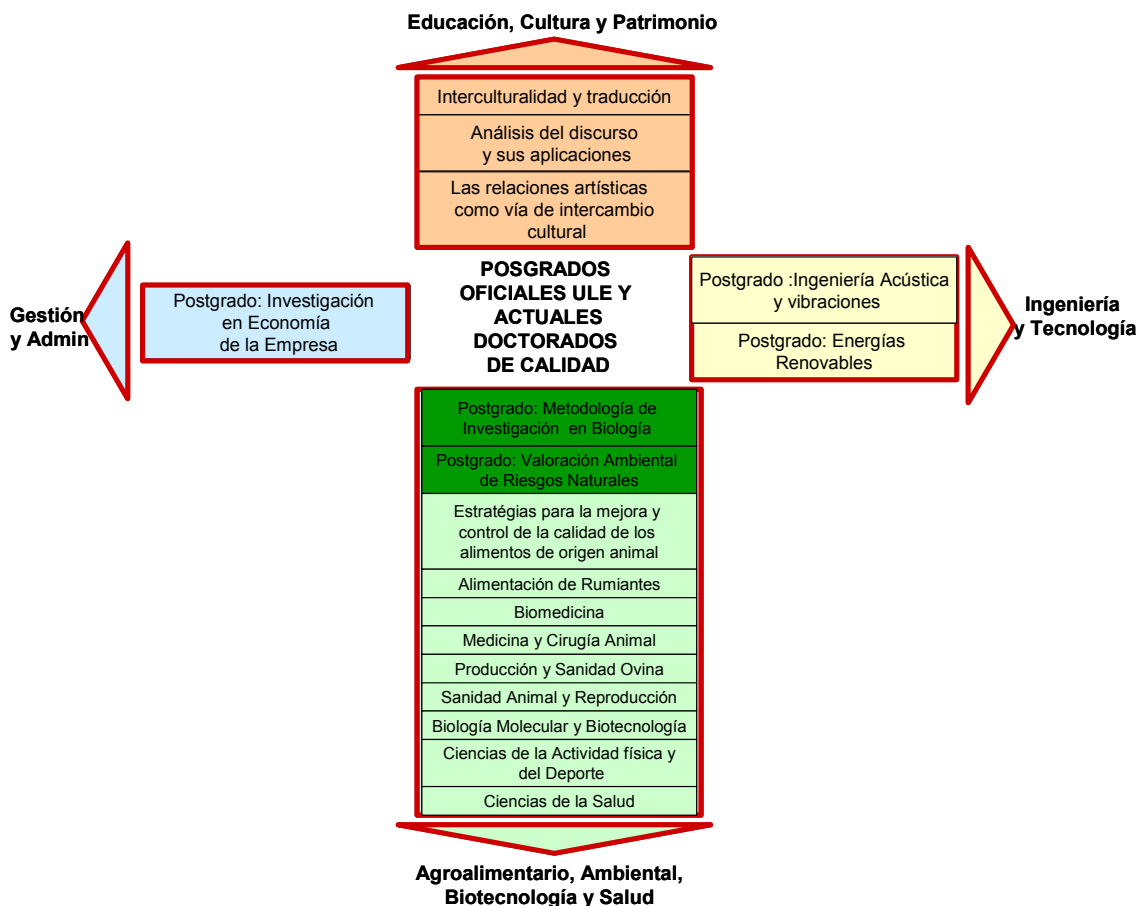 Educación, Cultura y Patrimonio
Interculturalidad y traducción
Análisis del discurso
y sus aplicaciones
Las relaciones artísticas
como vía de intercambio
cultural
Gestión
y Admin
Postgrado: Investigación
en Economía
de la Empresa
POSGRADOS
OFICIALES ULE Y
ACTUALES
DOCTORADOS
DE CALIDAD
Postgrado :Ingeniería Acústica
y vibraciones
Postgrado: Energías
Renovables
Ingeniería
y Tecnología
Postgrado: Metodología de
Investigación en Biología
Postgrado: Valoración Ambiental
de Riesgos Naturales
Estratégias para la mejora y
control de la calidad de los
alimentos de origen animal
Alimentación de Rumiantes
Biomedicina
Medicina y Cirugía Animal
Producción y Sanidad Ovina
Sanidad Animal y Reproducción
Biología Molecular y Biotecnología
Ciencias de la Actividad física y
del Deporte
Ciencias de la Salud
Agroalimentario, Ambiental,
Biotecnología y Salud